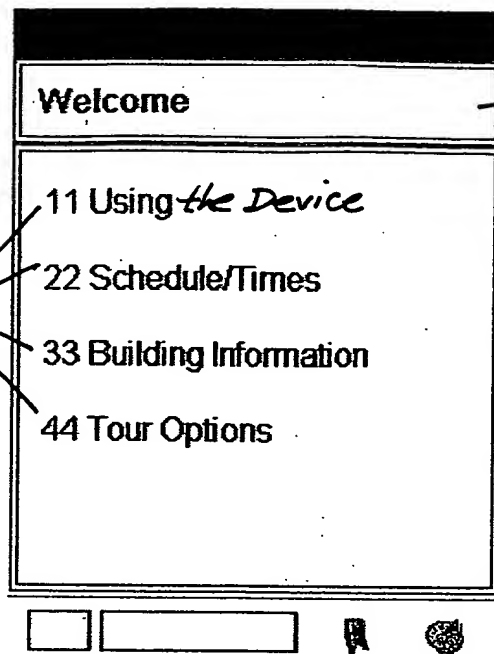 Welcome
11 Using the Device
22 Schedule/Times
33 Building Information
44 Tour Options